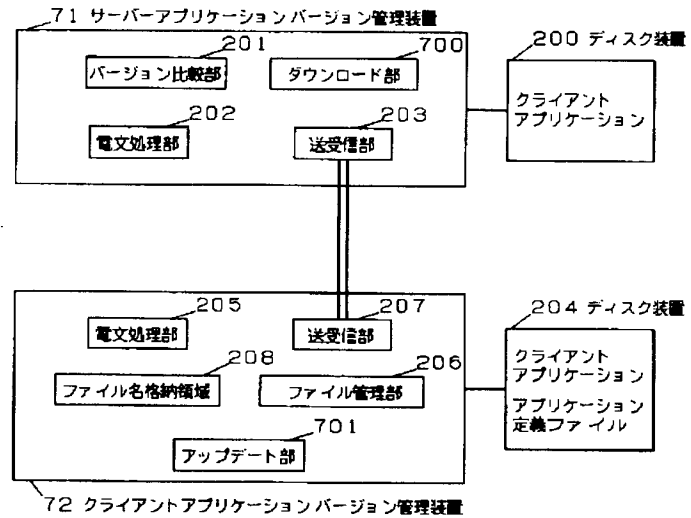 71 サーバーアプリケーションバージョン管理装置
201
バージョン比較部
700
ダウンロード部
202
電文処理部
203
送受信部
200 ディスク装置
クライアント
アプリケーション
205
電文処理部
207
送受信部
208
ファイル名格納領域
206
ファイル管理部
701
アップデート部
204 ディスク装置
クライアント
アプリケーション
アプリケーション
定義ファイル
72 クライアントアプリケーションバージョン管理装置